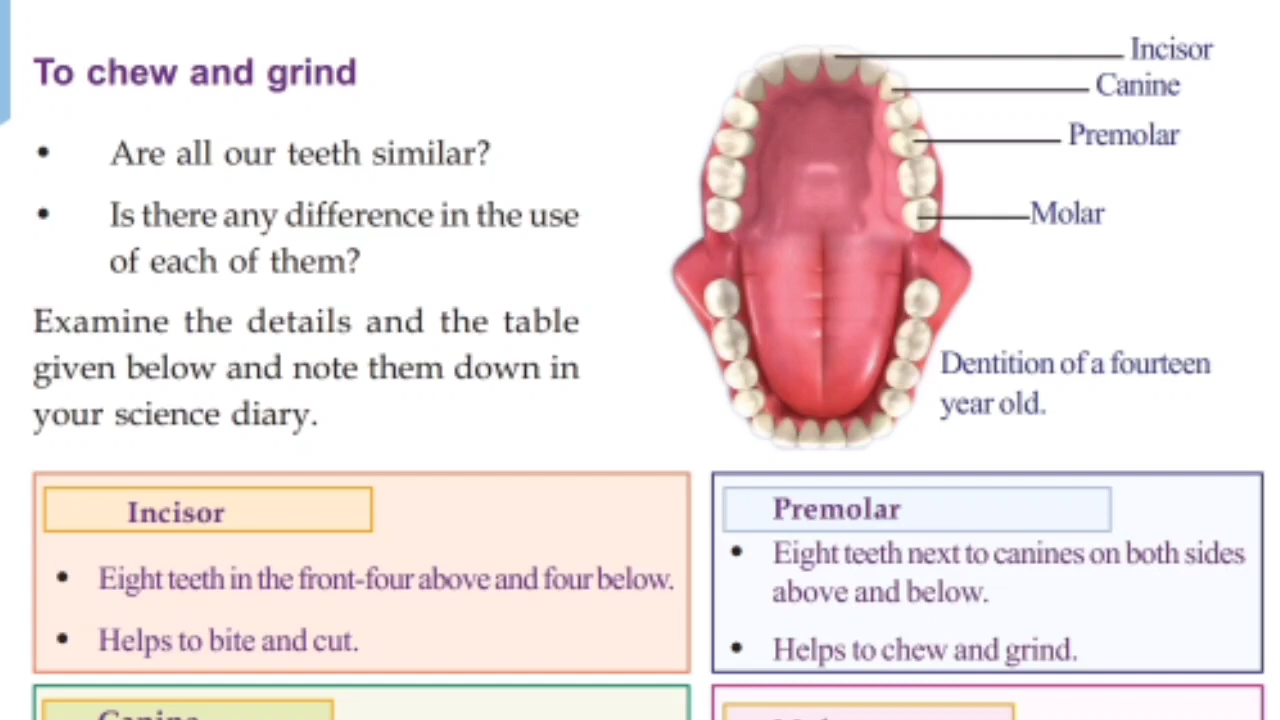 To chew and grind
• Are all our teeth similar?
• Is there any difference in the use
of each of them?
Examine the details and the table
given below and note them down in
your science diary.
Incisor
Canine
Premolar
Molar
Dentition of a fourteen
year old.
Incisor
• Eight teeth in the front-four above and four below.
• Helps to bite and cut.
Premolar
• Eight teeth next to canines on both sides
above and below.
• Helps to chew and grind.
Canine